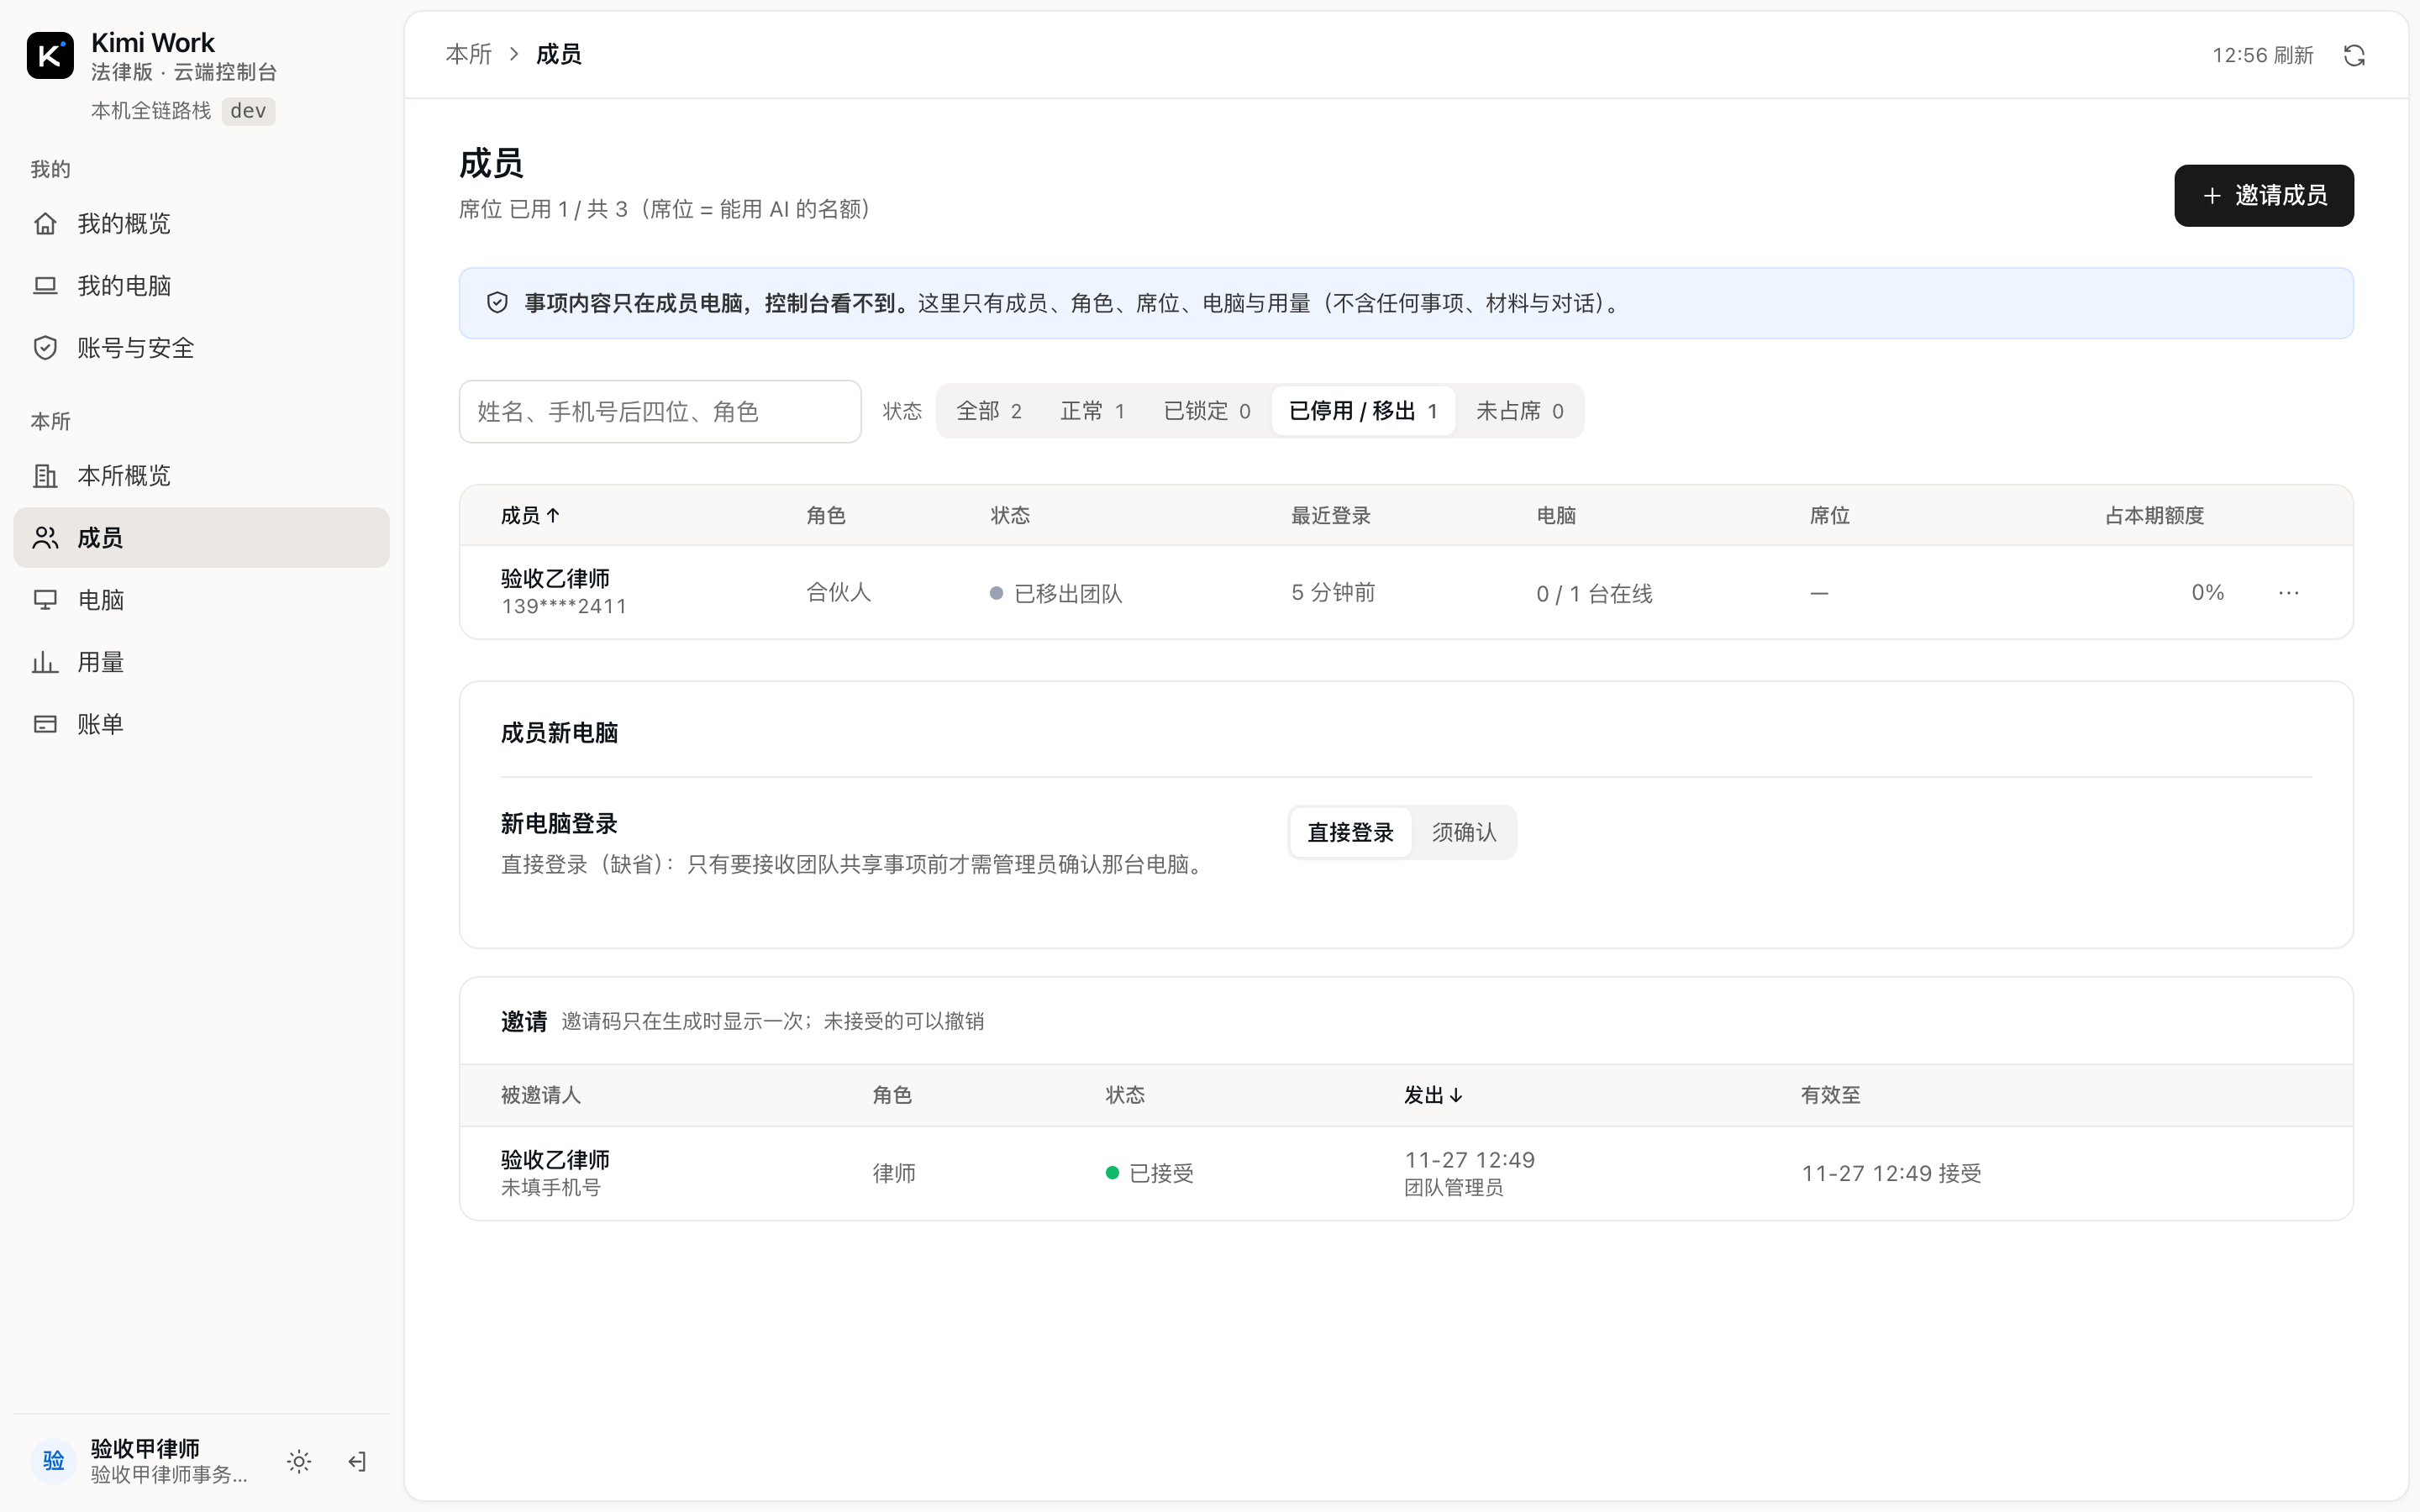 Kimi Work
法律版 · 云端控制台
本机全链路栈 dev
我的
我的概览
我的电脑
账号与安全
本所
本所概览
成员
电脑
用量
账单
验
验收甲律师
验收甲律师事务...
本所 > 成员
12:56 刷新
成员
席位 已用 1 / 共 3（席位 = 能用 AI 的名额）
+ 邀请成员
事项内容只在成员电脑，控制台看不到。这里只有成员、角色、席位、电脑与用量（不含任何事项、材料与对话）。
姓名、手机号后四位、角色
状态 全部 2 正常 1 已锁定 0 已停用 / 移出 1 未占席 0
成员 ↑ 角色 状态 最近登录 电脑 席位 占本期额度
验收乙律师
139****2411
合伙人 已移出团队 5 分钟前 0 / 1 台在线 — 0% ···
成员新电脑
新电脑登录
直接登录（缺省）：只有要接收团队共享事项前才需管理员确认那台电脑。
直接登录 须确认
邀请 邀请码只在生成时显示一次；未接受的可以撤销
被邀请人 角色 状态 发出 ↓ 有效至
验收乙律师
未填手机号
律师 已接受
11-27 12:49
团队管理员
11-27 12:49 接受